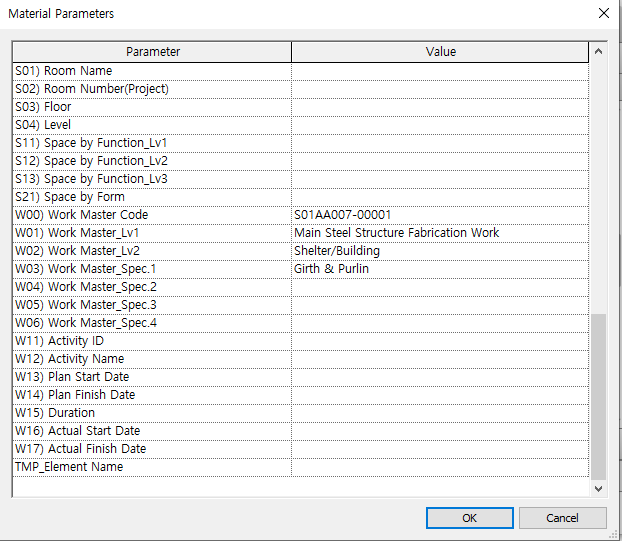 Material Parameters
Parameter Value
S01) Room Name
S02) Room Number(Project)
S03) Floor
S04) Level
S11) Space by Function_Lv1
S12) Space by Function_Lv2
S13) Space by Function_Lv3
S21) Space by Form
W00) Work Master Code S01AA007-00001
W01) Work Master_Lv1 Main Steel Structure Fabrication Work
W02) Work Master_Lv2 Shelter/Building
W03) Work Master_Spec.1 Girth & Purlin
W04) Work Master_Spec.2
W05) Work Master_Spec.3
W06) Work Master_Spec.4
W11) Activity ID
W12) Activity Name
W13) Plan Start Date
W14) Plan Finish Date
W15) Duration
W16) Actual Start Date
W17) Actual Finish Date
TMP_Element Name
OK Cancel